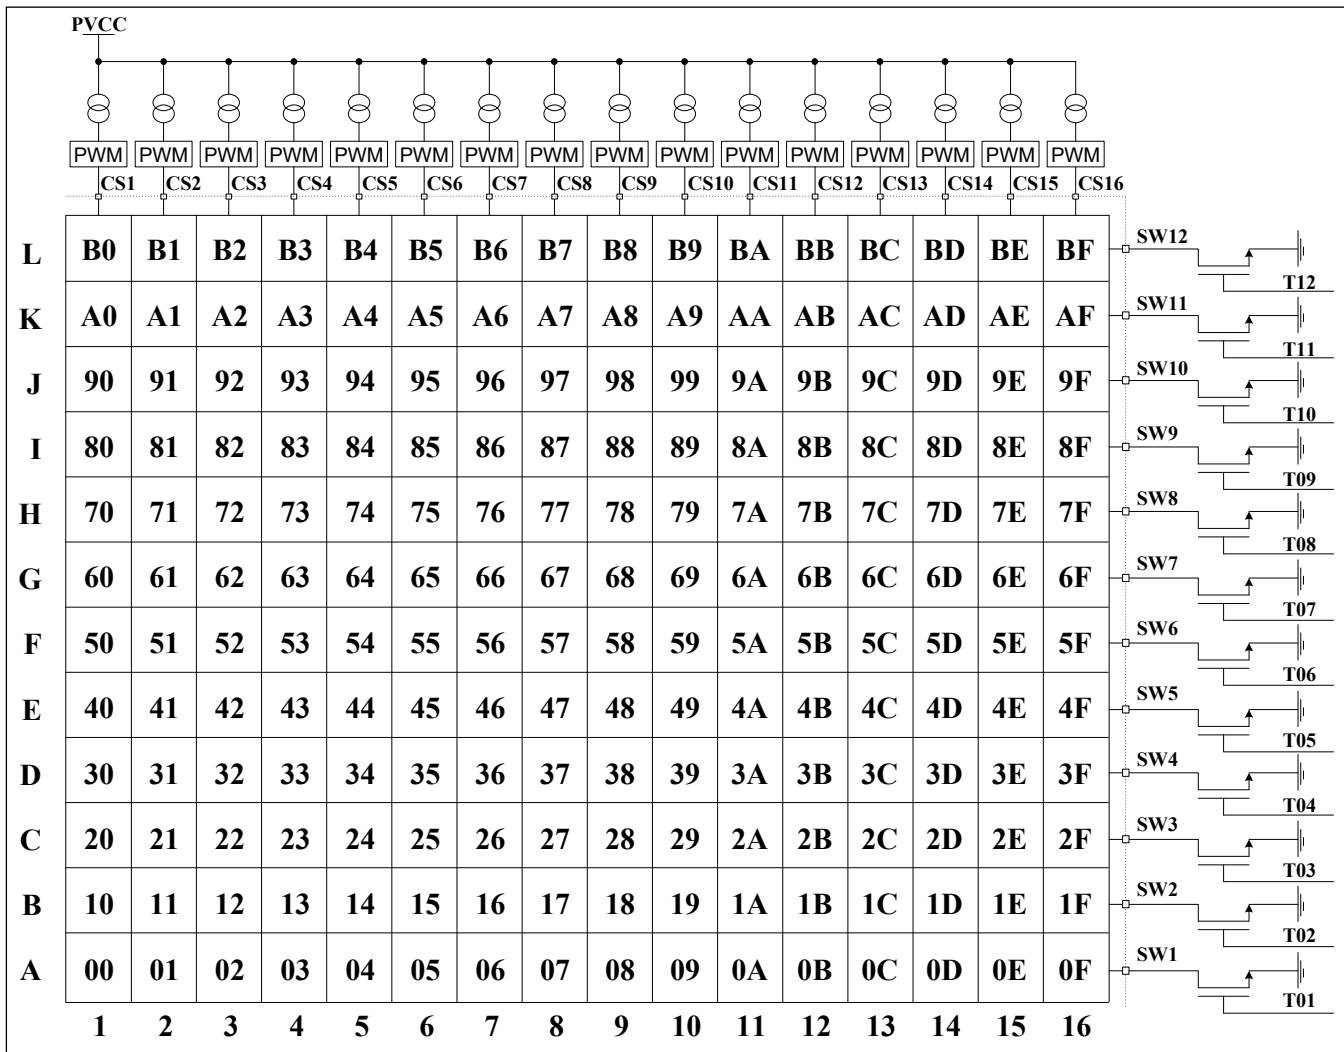 PVCC
PWM PWM PWM PWM PWM PWM PWM PWM PWM PWM PWM PWM PWM PWM PWM PWM
CS1 CS2 CS3 CS4 CS5 CS6 CS7 CS8 CS9 CS10 CS11 CS12 CS13 CS14 CS15 CS16
L B0 B1 B2 B3 B4 B5 B6 B7 B8 B9 BA BB BC BD BE BF SW12
T12
K A0 A1 A2 A3 A4 A5 A6 A7 A8 A9 AA AB AC AD AE AF SW11
T11
J 90 91 92 93 94 95 96 97 98 99 9A 9B 9C 9D 9E 9F SW10
T10
I 80 81 82 83 84 85 86 87 88 89 8A 8B 8C 8D 8E 8F SW9
T09
H 70 71 72 73 74 75 76 77 78 79 7A 7B 7C 7D 7E 7F SW8
T08
G 60 61 62 63 64 65 66 67 68 69 6A 6B 6C 6D 6E 6F SW7
T07
F 50 51 52 53 54 55 56 57 58 59 5A 5B 5C 5D 5E 5F SW6
T06
E 40 41 42 43 44 45 46 47 48 49 4A 4B 4C 4D 4E 4F SW5
T05
D 30 31 32 33 34 35 36 37 38 39 3A 3B 3C 3D 3E 3F SW4
T04
C 20 21 22 23 24 25 26 27 28 29 2A 2B 2C 2D 2E 2F SW3
T03
B 10 11 12 13 14 15 16 17 18 19 1A 1B 1C 1D 1E 1F SW2
T02
A 00 01 02 03 04 05 06 07 08 09 0A 0B 0C 0D 0E 0F SW1
T01
1 2 3 4 5 6 7 8 9 10 11 12 13 14 15 16